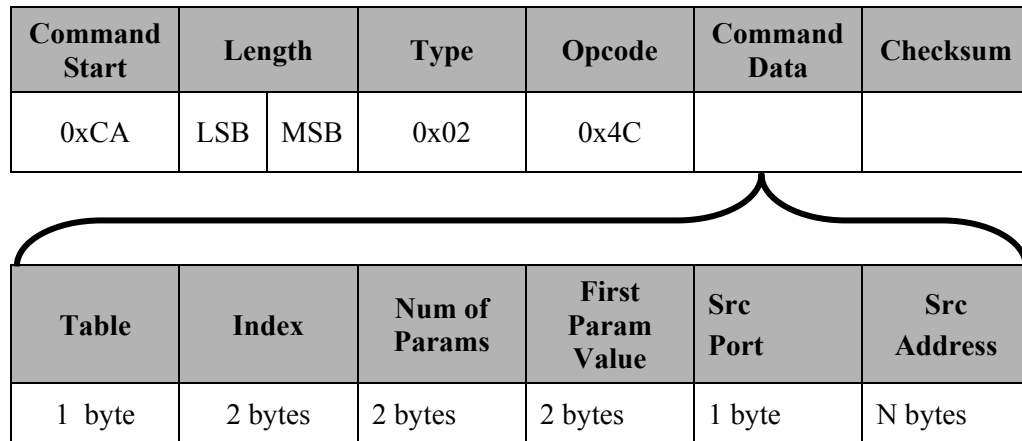 Command Start Length Type Opcode Command Data Checksum
0xCA LSB MSB 0x02 0x4C
Table Index Num of Params First Param Value Src Port Src Address
1 byte 2 bytes 2 bytes 2 bytes 1 byte N bytes